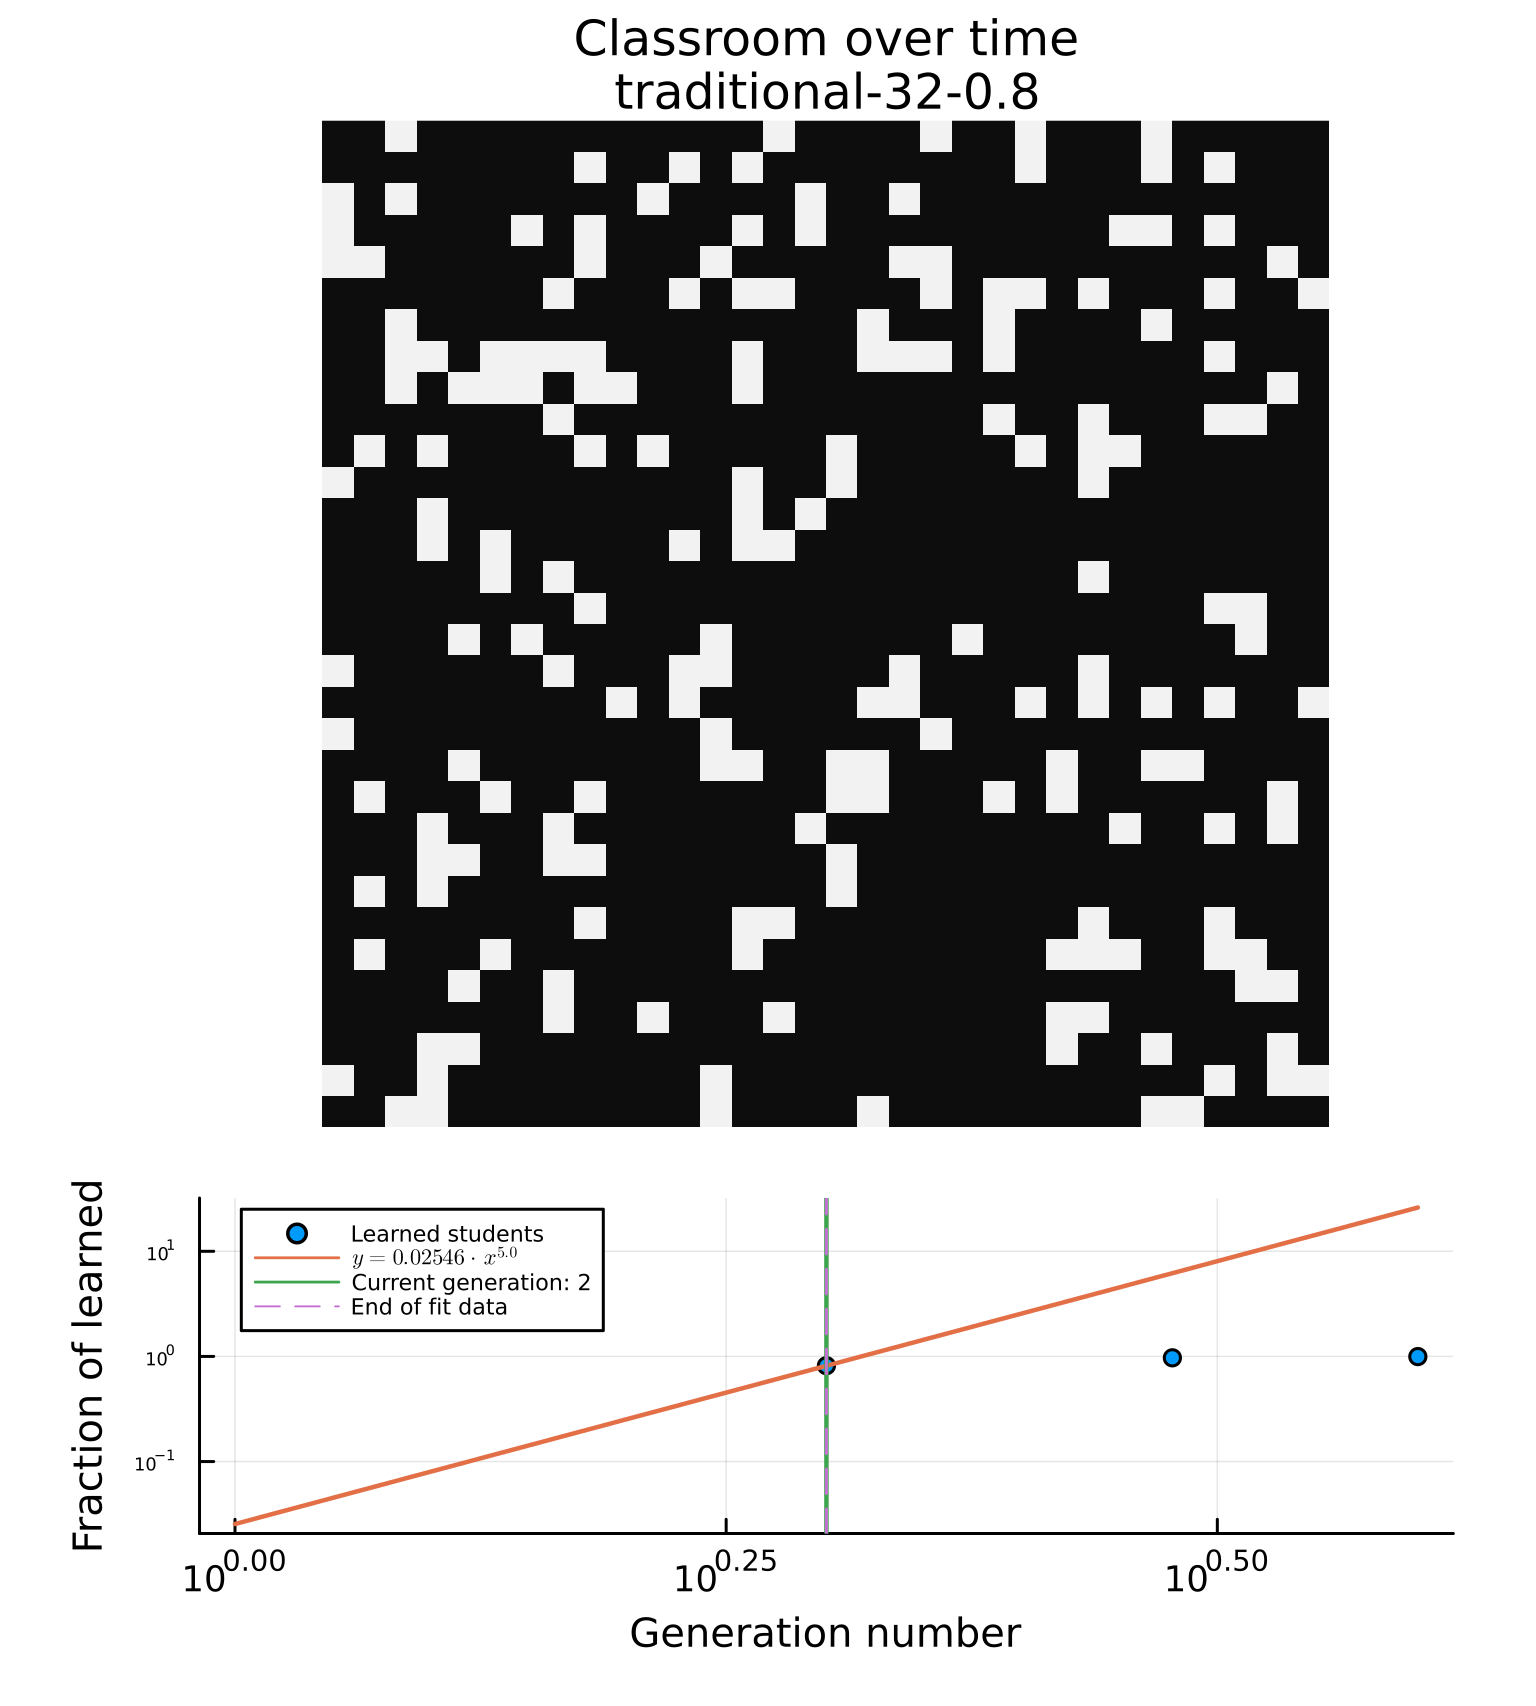 Classroom over time
traditional-32-0.8
Fraction of learned
10^1
10^0
10^−1
Learned students
y = 0.02546 · x^5.0
Current generation: 2
End of fit data
10^0.00
10^0.25
10^0.50
Generation number